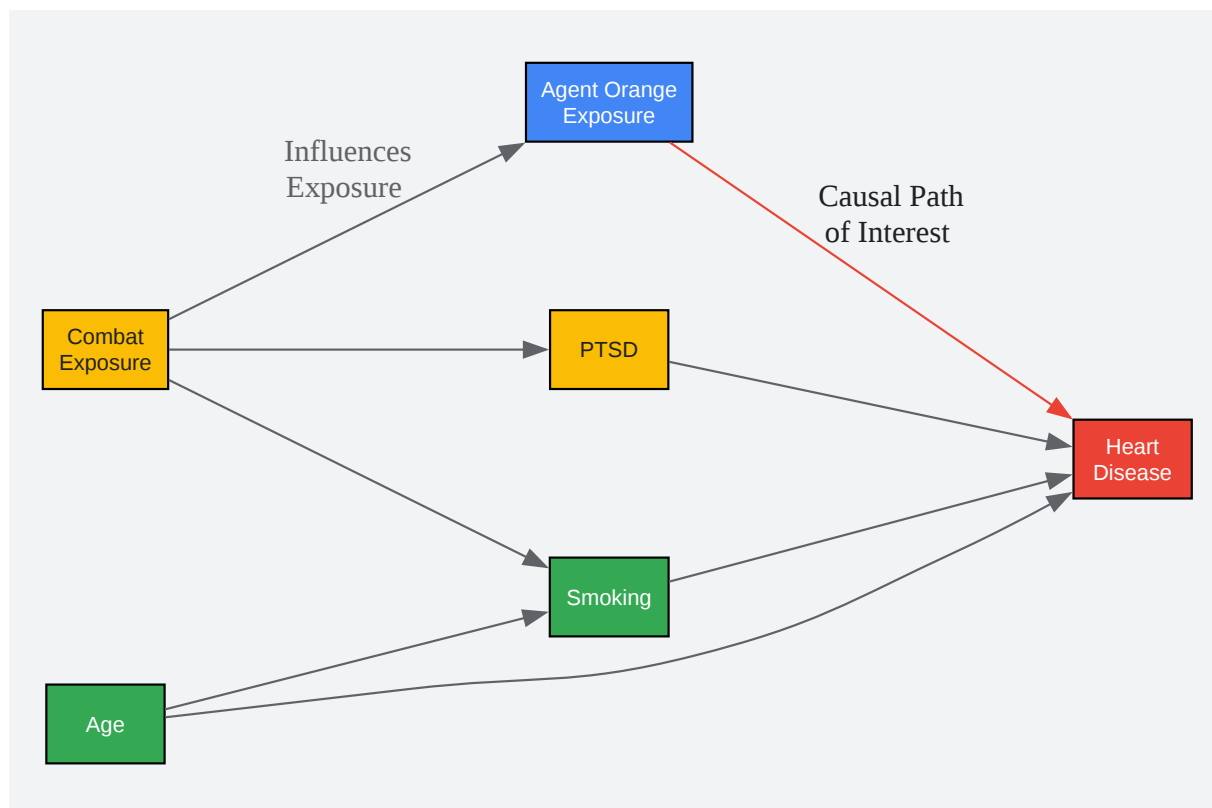 Agent Orange
Exposure
Influences
Exposure
Causal Path
of Interest
Combat
Exposure
PTSD
Heart
Disease
Smoking
Age